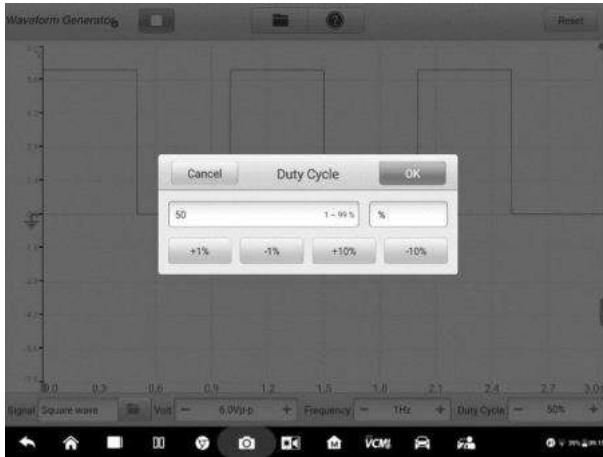 Waveform Generator
Reset
Cancel
Duty Cycle
OK
50
1 ~ 99 %
%
+1%
-1%
+10%
-10%
0.0 0.3 0.6 0.9 1.2 1.5 1.8 2.1 2.4 2.7 3.0
Signal Square wave Volt − 6.0Vp-p + Frequency − 1Hz + Duty Cycle − 50% +
VCMI